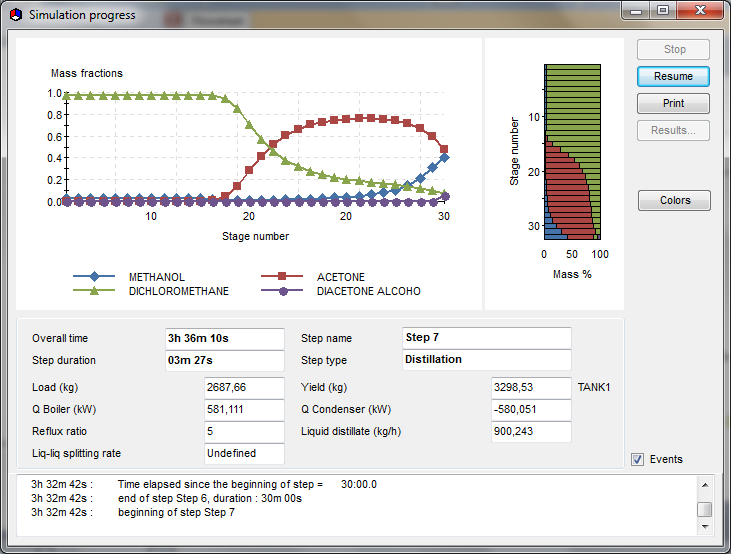 Simulation progress
Mass fractions
1.0
0.8
0.6
0.4
0.2
0.0
10 20 20 30
Stage number
METHANOL ACETONE
DICHLOROMETHANE DIACETONE ALCOHO
Stage number
10
20
30
0 50 100
Mass %
Stop
Resume
Print
Results...
Colors
Overall time 3h 36m 10s Step name Step 7
Step duration 03m 27s Step type Distillation
Load (kg) 2687,66 Yield (kg) 3298,53 TANK1
Q Boiler (kW) 581,111 Q Condenser (kW) -580,051
Reflux ratio 5 Liquid distillate (kg/h) 900,243
Liq-liq splitting rate Undefined
Events
3h 32m 42s : Time elapsed since the beginning of step = 30:00.0
3h 32m 42s : end of step Step 6, duration : 30m 00s
3h 32m 42s : beginning of step Step 7